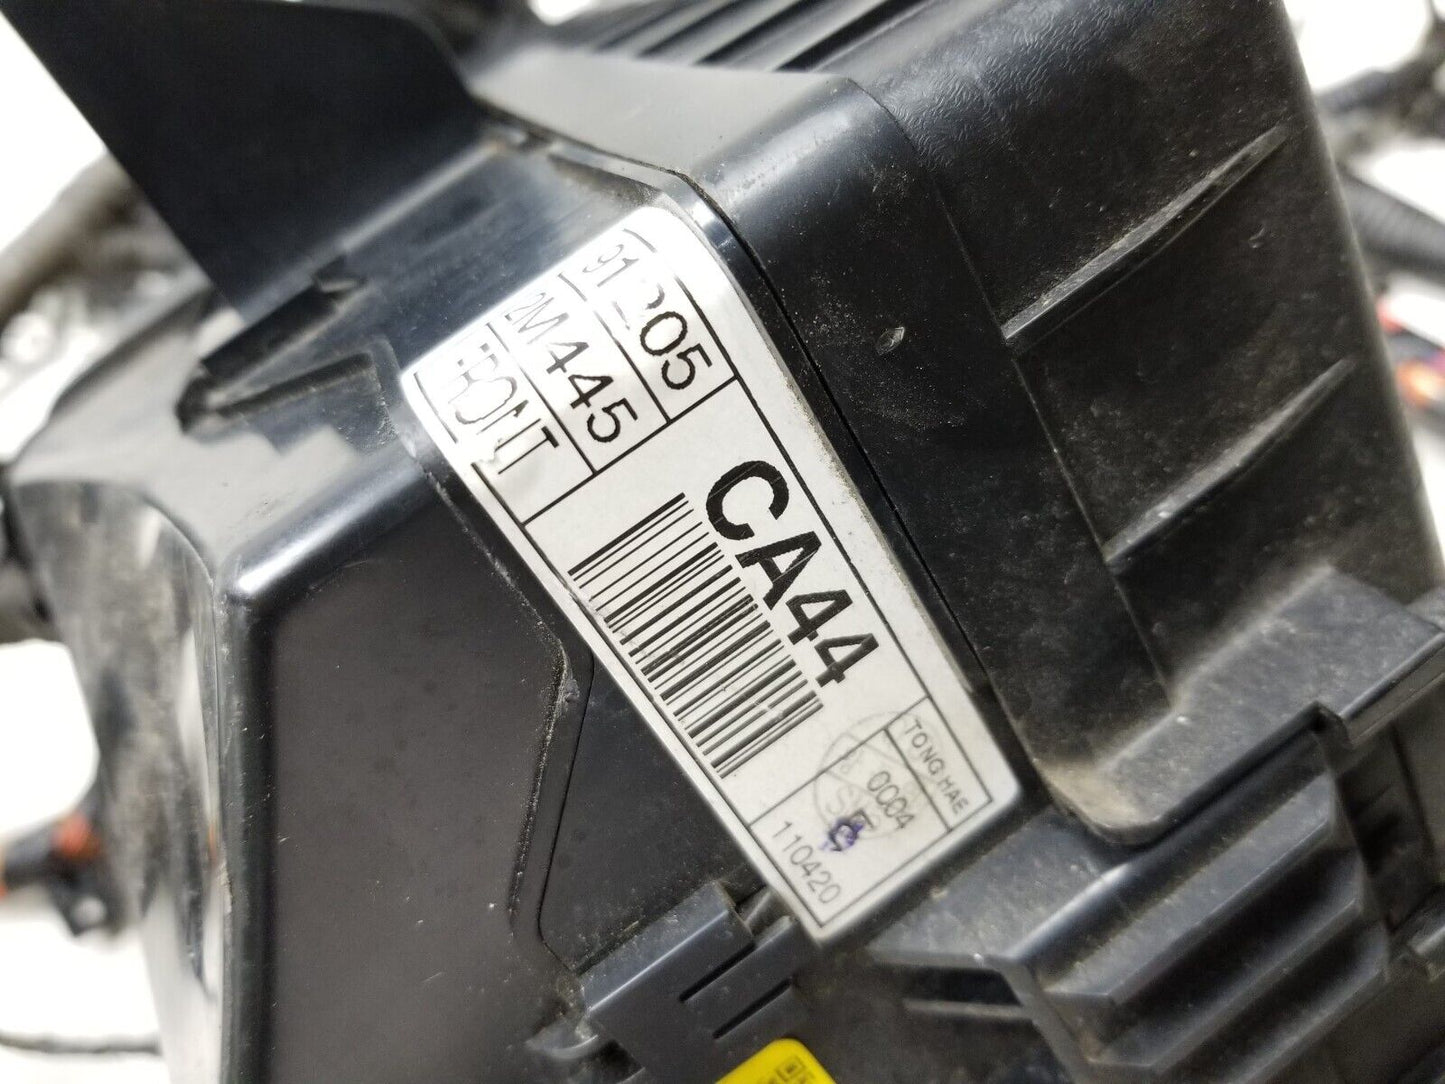 91205
2M445
FRONT
CA44
TONG HAE
0004
110420